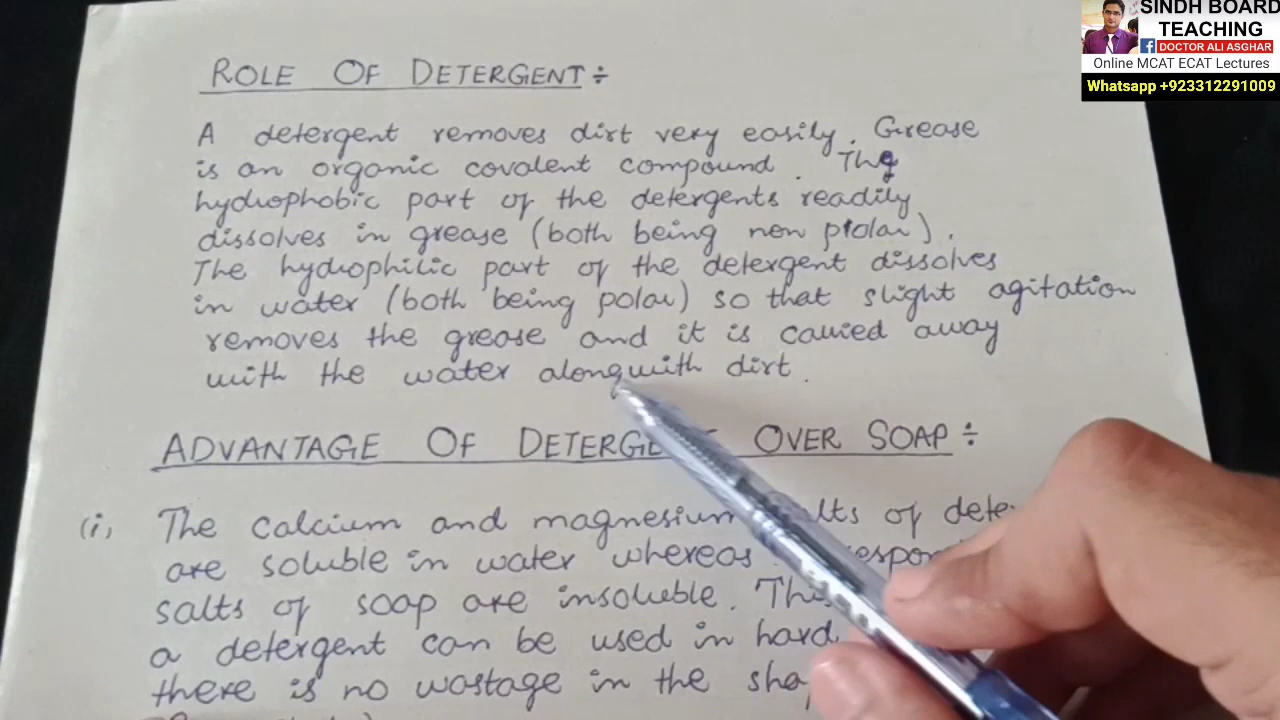 SINDH BOARD
TEACHING
DOCTOR ALI ASGHAR
Online MCAT ECAT Lectures
Whatsapp +923312291009
ROLE OF DETERGENT÷
A detergent removes dirt very easily. Grease
is an organic covalent compound. The
hydrophobic part of the detergents readily
dissolves in grease (both being non polar).
The hydrophilic part of the detergent dissolves
in water (both being polar) so that slight agitation
removes the grease and it is carried away
with the water alongwith dirt.
ADVANTAGE OF DETERGE OVER SOAP÷
(i) The calcium and magnesium of
are soluble in water whereas
salts of soap are insoluble.
a detergent can be used in hard
there is no wastage in the